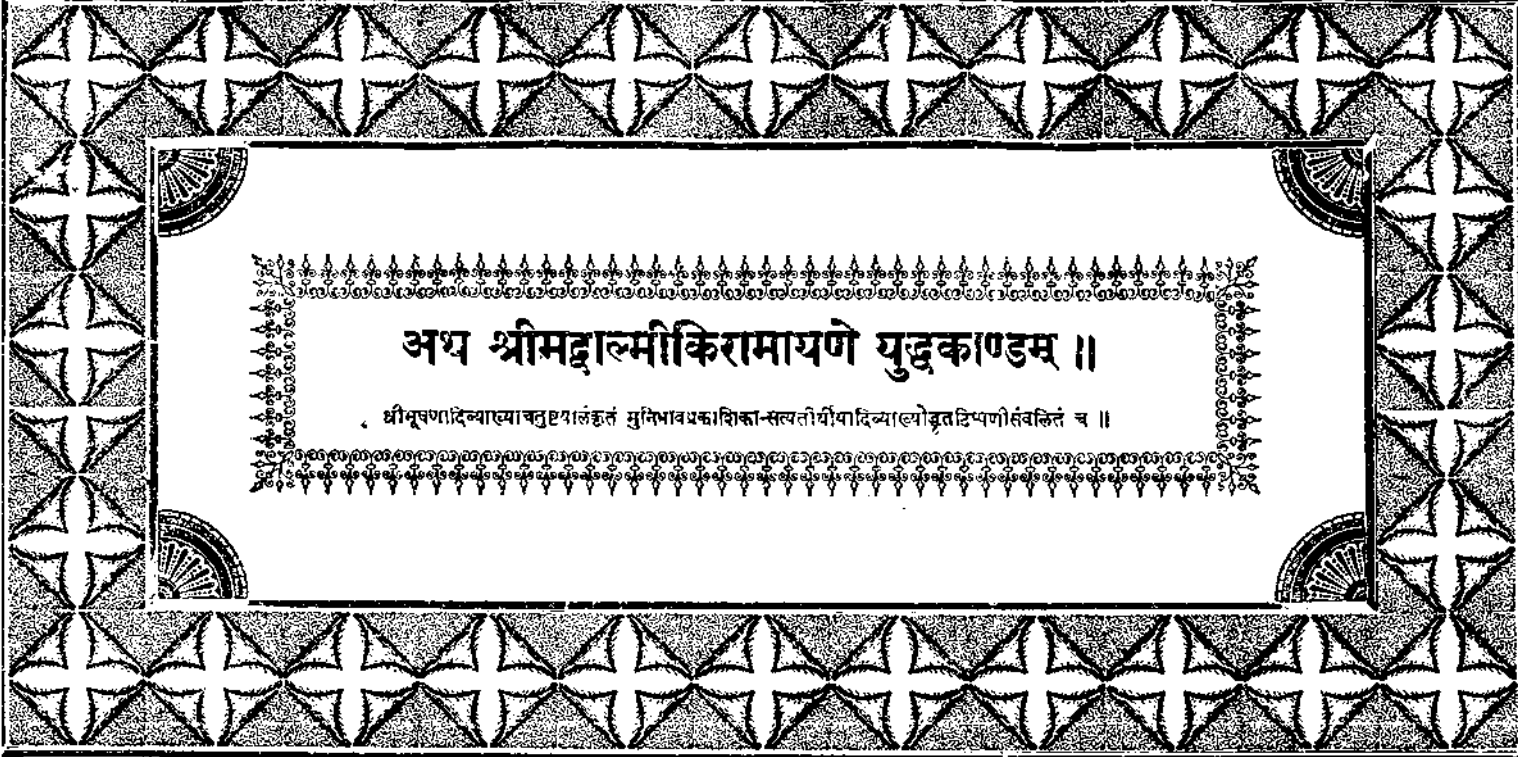 अथ श्रीमद्वाल्मीकिरामायणे युद्धकाण्डम् ॥
श्रीभूषणादिव्याख्याचतुष्टयालंकृतं मुनिभावप्रकाशिका-सत्यतीर्थीयादिव्याख्योद्धृतटिप्पणीसंवलितं च ॥